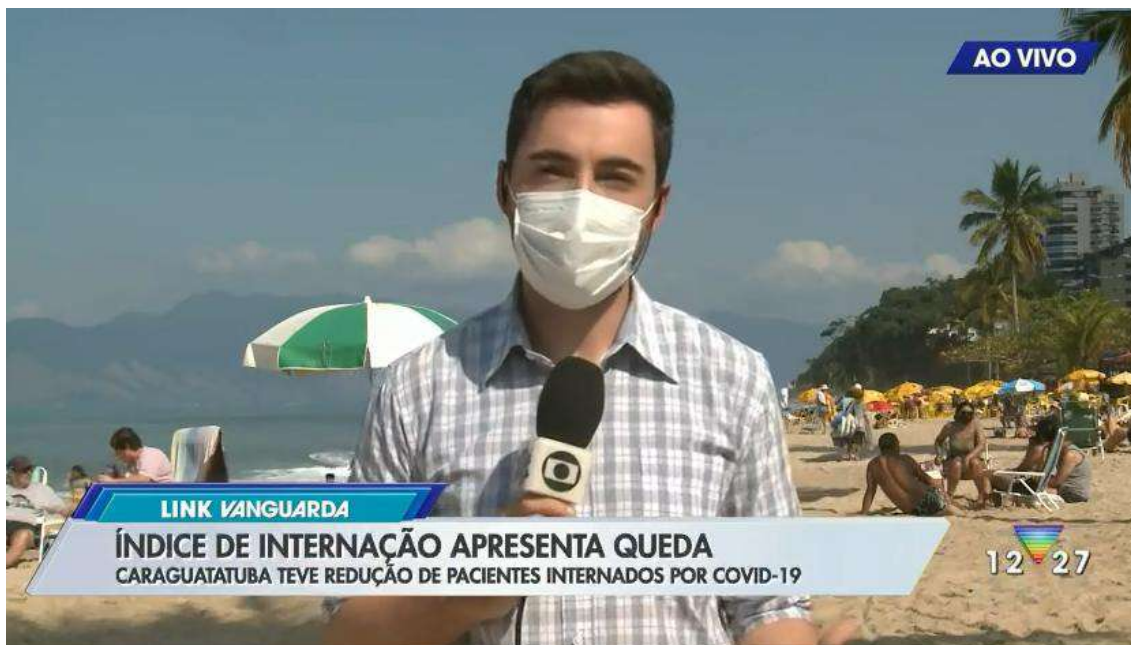 AO VIVO
LINK VANGUARDA
ÍNDICE DE INTERNAÇÃO APRESENTA QUEDA
CARAGUATATUBA TEVE REDUÇÃO DE PACIENTES INTERNADOS POR COVID-19
12 27